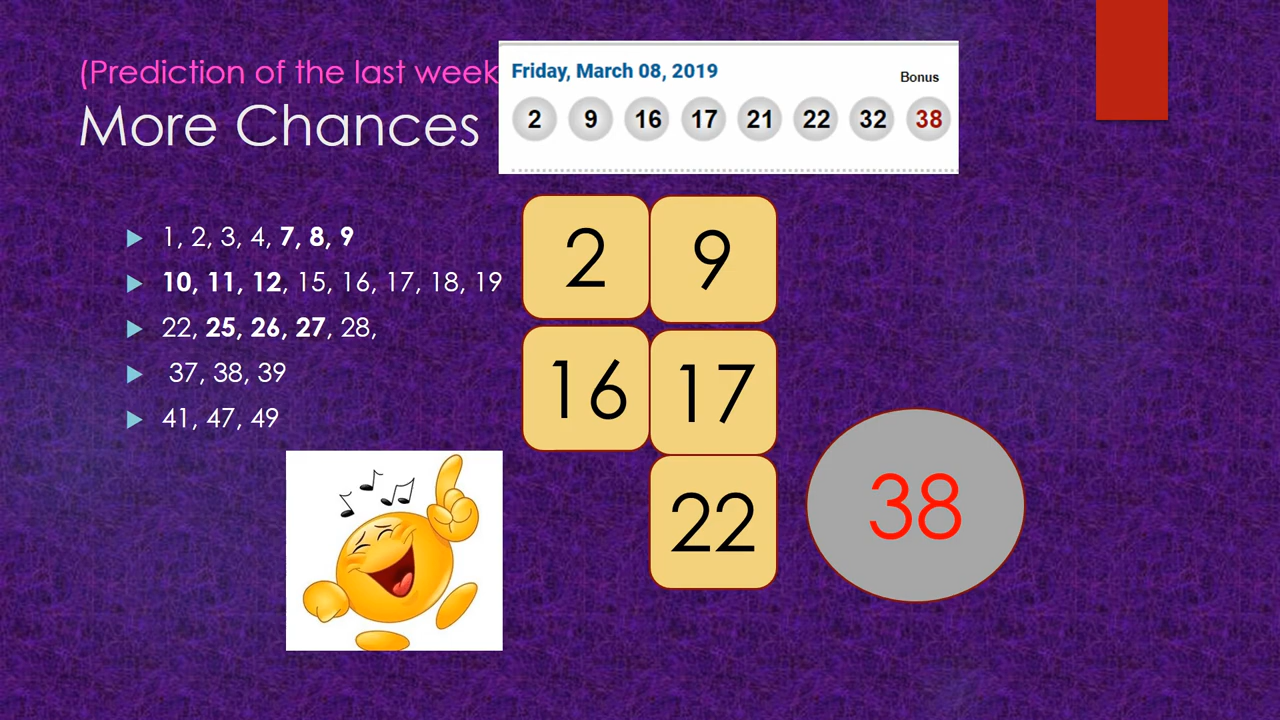 (Prediction of the last week
More Chances
Friday, March 08, 2019
Bonus
2 9 16 17 21 22 32 38
1, 2, 3, 4, 7, 8, 9
10, 11, 12, 15, 16, 17, 18, 19
22, 25, 26, 27, 28,
37, 38, 39
41, 47, 49
2 9
16 17
22
38